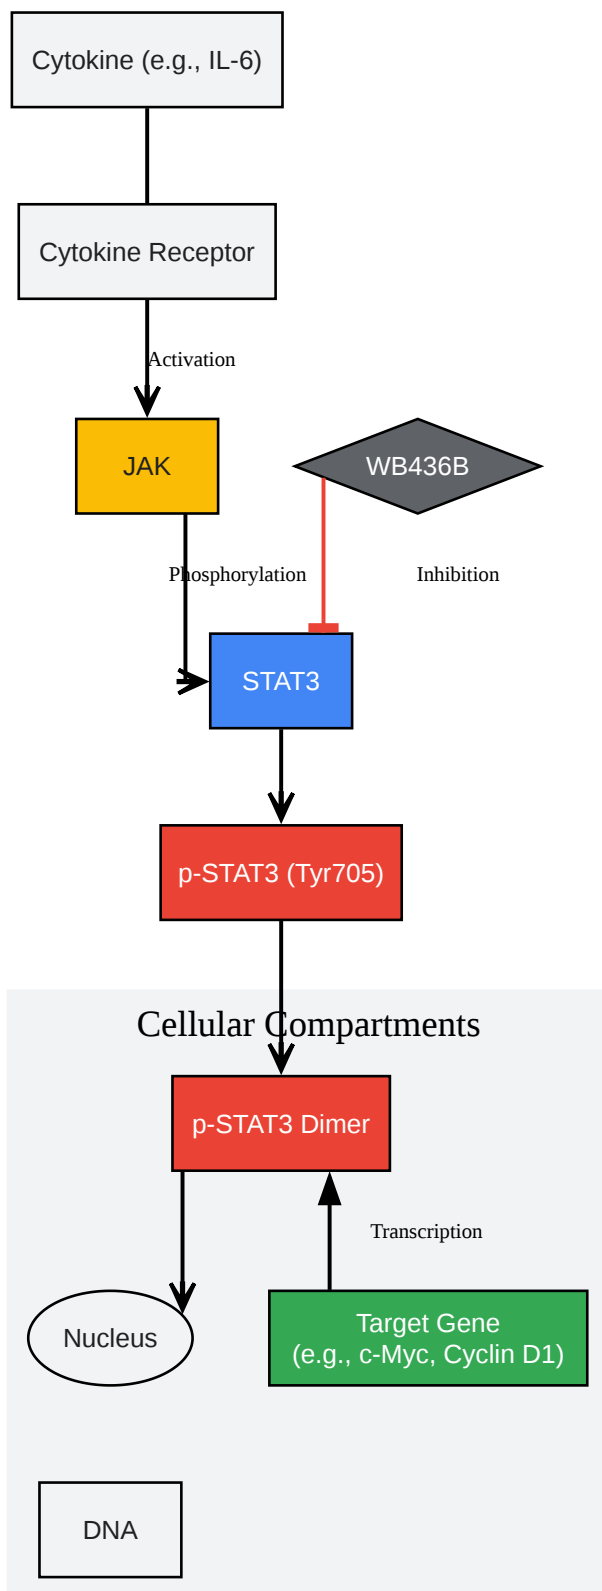 Cytokine (e.g., IL-6)
Cytokine Receptor
Activation
JAK
WB436B
Phosphorylation
Inhibition
STAT3
p-STAT3 (Tyr705)
Cellular Compartments
p-STAT3 Dimer
Transcription
Nucleus
Target Gene
(e.g., c-Myc, Cyclin D1)
DNA